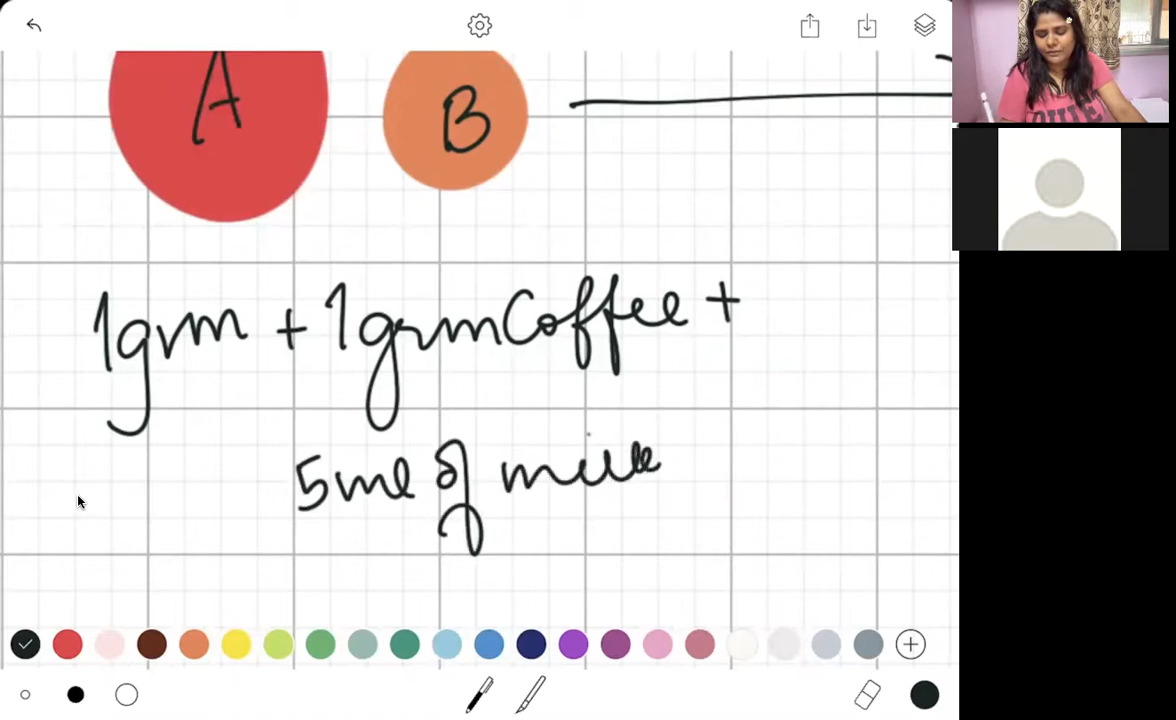 A B
1grm + 1grm Coffee +
5ml of milk